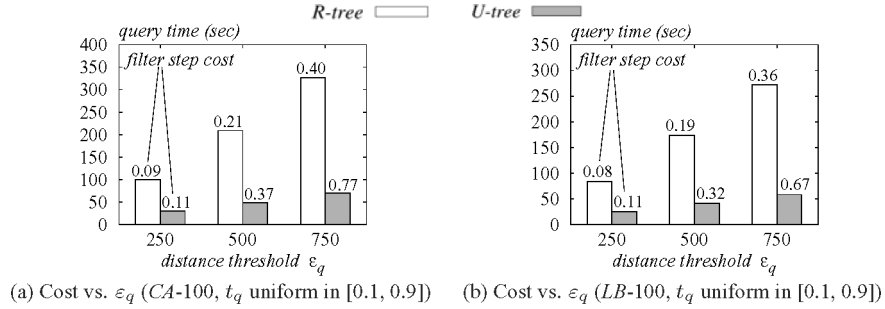 R-tree U-tree
query time (sec)
400
350
300
250
200
150
100
50
0
filter step cost
0.09
0.11
0.21
0.37
0.40
0.77
250 500 750
distance threshold εq
(a) Cost vs. εq (CA-100, tq uniform in [0.1, 0.9])
query time (sec)
350
300
250
200
150
100
50
0
filter step cost
0.08
0.11
0.19
0.32
0.36
0.67
250 500 750
distance threshold εq
(b) Cost vs. εq (LB-100, tq uniform in [0.1, 0.9])